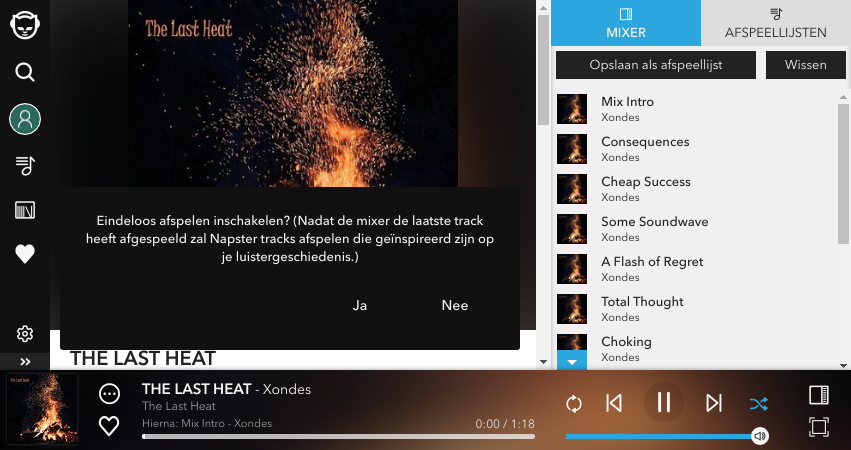 The Last Heat
MIXER
AFSPEELLIJSTEN
Opslaan als afspeellijst
Wissen
Mix Intro
Xondes
Consequences
Xondes
Cheap Success
Xondes
Some Soundwave
Xondes
A Flash of Regret
Xondes
Total Thought
Xondes
Choking
Xondes
Eindeloos afspelen inschakelen? (Nadat de mixer de laatste track
heeft afgespeeld zal Napster tracks afspelen die geïnspireerd zijn op
je luistergeschiedenis.)
Ja
Nee
THE LAST HEAT
The Last Heat
THE LAST HEAT - Xondes
The Last Heat
Hierna: Mix Intro - Xondes
0:00 / 1:18